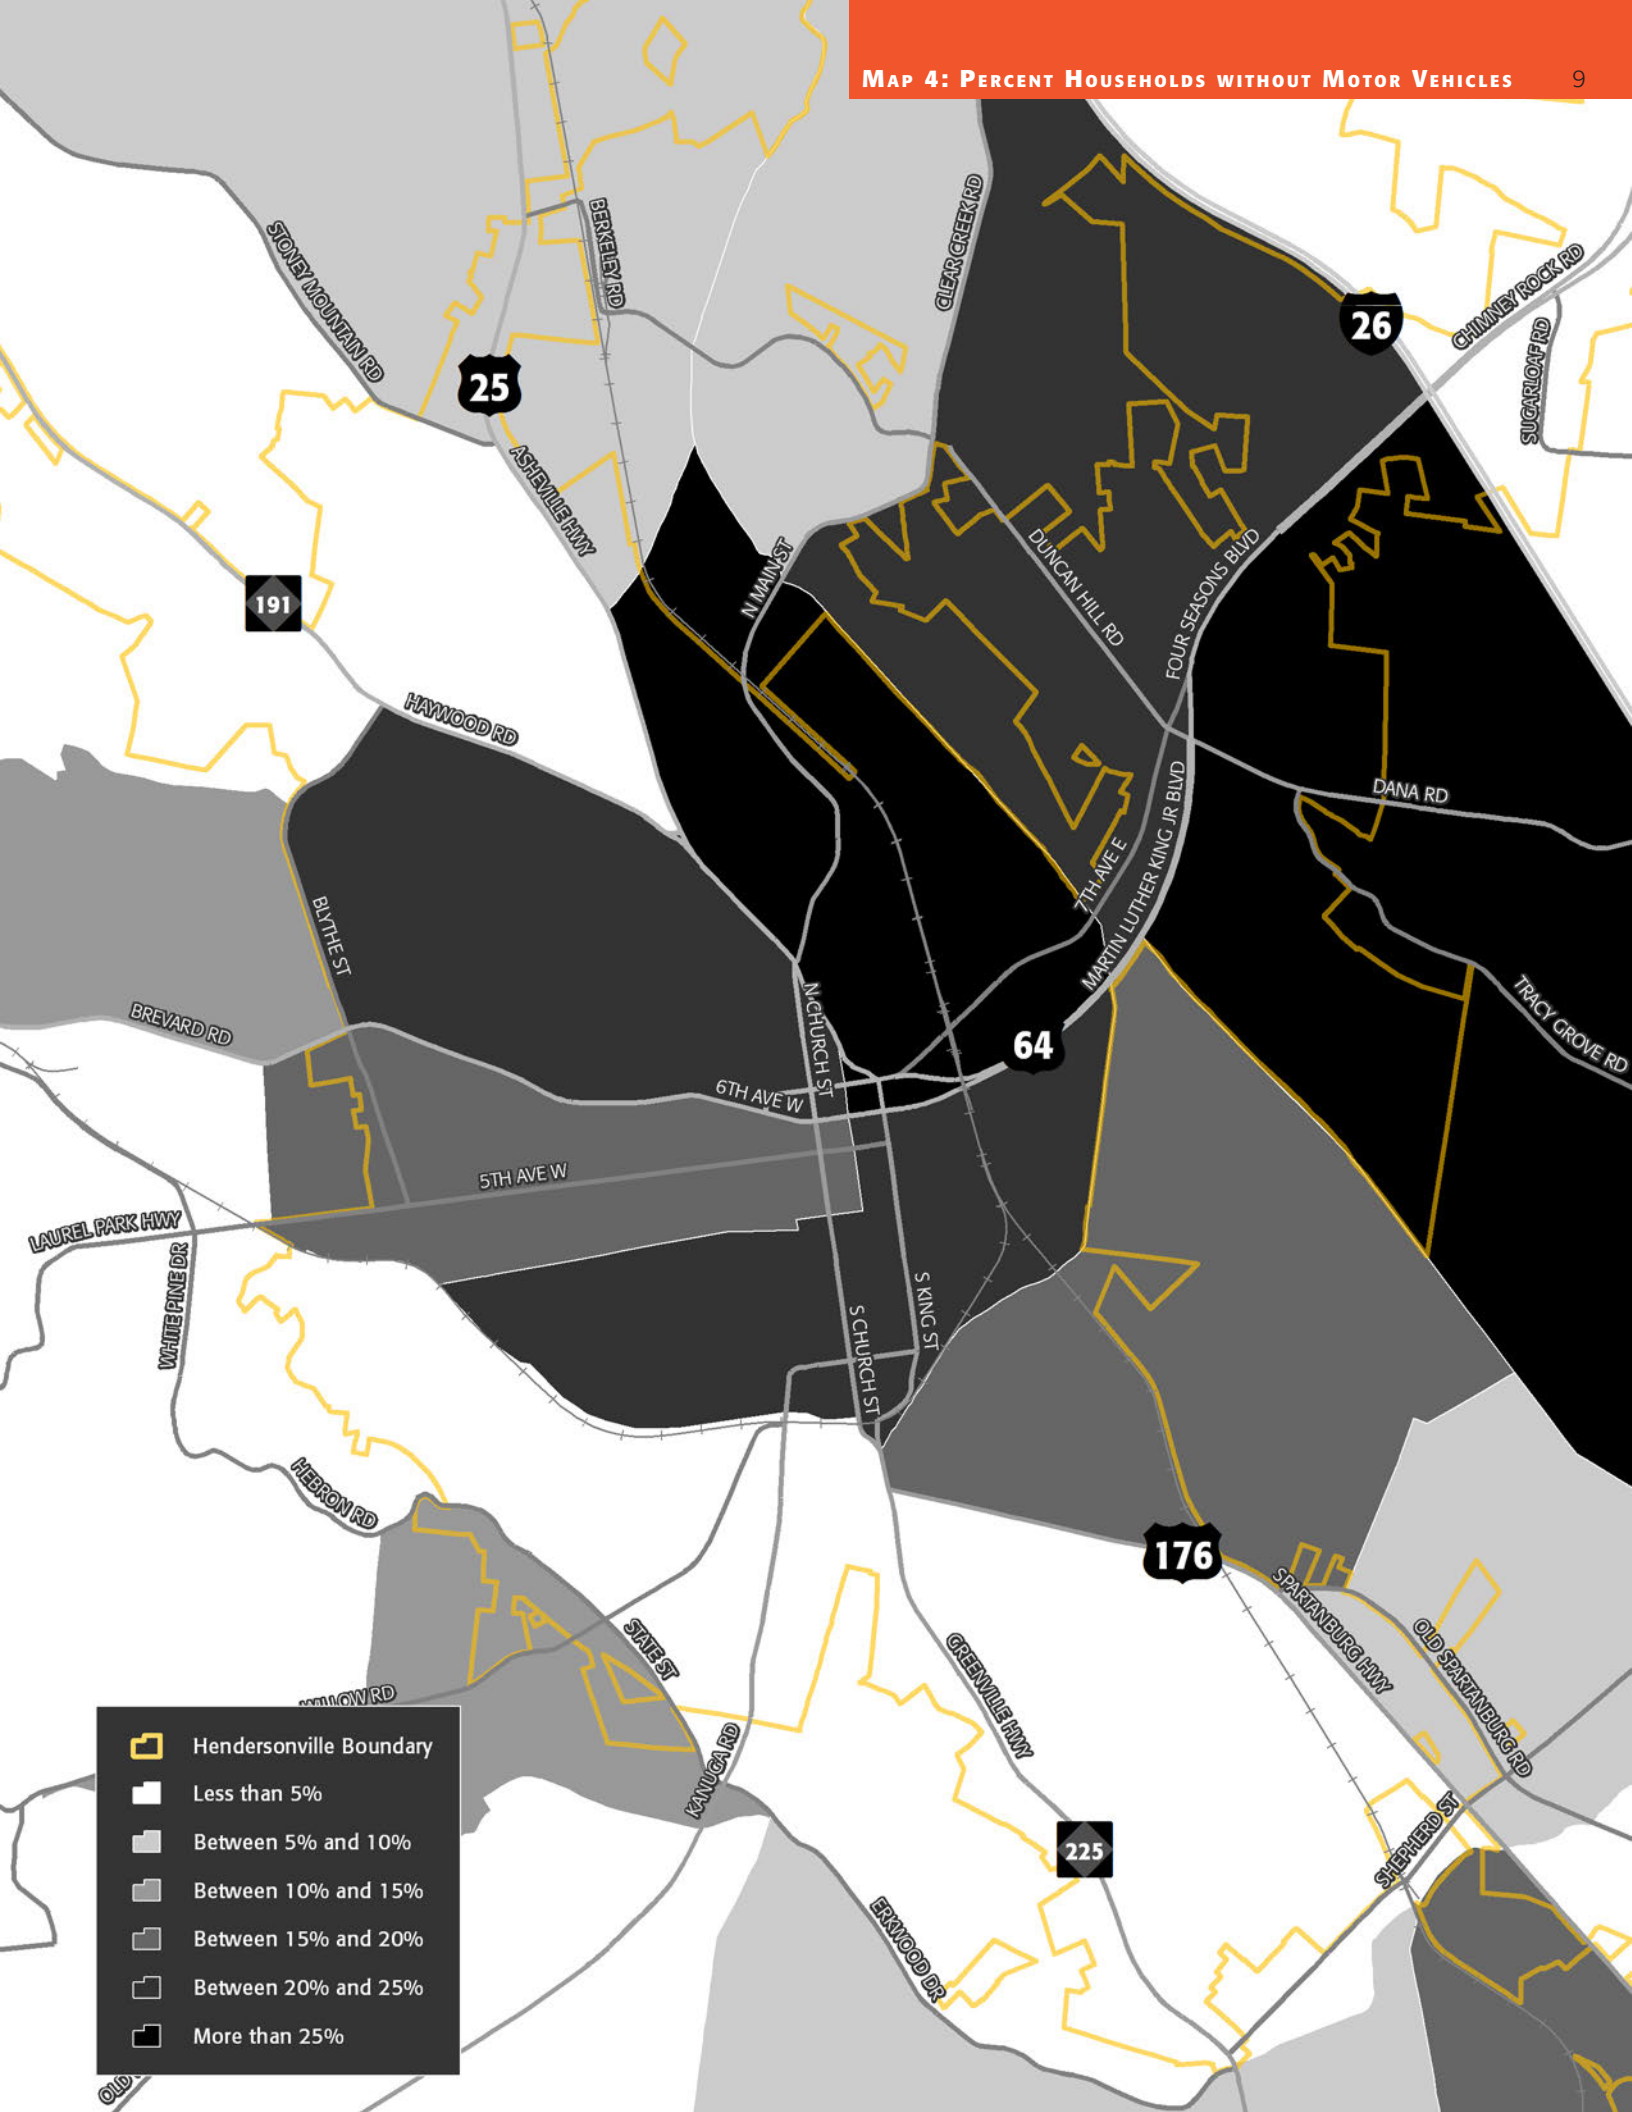 MAP 4: PERCENT HOUSEHOLDS WITHOUT MOTOR VEHICLES 9
CLEAR CREEK RD
BERKELEY RD
STONEY MOUNTAIN RD
26
CHIMNEY ROCK RD
SUGARLOAF RD
25
ASHEVILLE HWY
N MAIN ST
DUNCAN HILL RD
FOUR SEASONS BLVD
191
HAYWOOD RD
DANA RD
MARTIN LUTHER KING JR BLVD
7TH AVE E
BLYTHE ST
BREVARD RD
N CHURCH ST
64
TRACY GROVE RD
6TH AVE W
5TH AVE W
LAUREL PARK HWY
WHITE PINE DR
S KING ST
S CHURCH ST
HEBRON RD
176
SPARTANBURG HWY
OLD SPARTANBURG RD
STATE ST
GREENVILLE HWY
WILLOW RD
KANUGA RD
225
SHEPHERD ST
ERKWOOD DR
Hendersonville Boundary
Less than 5%
Between 5% and 10%
Between 10% and 15%
Between 15% and 20%
Between 20% and 25%
More than 25%
OLD